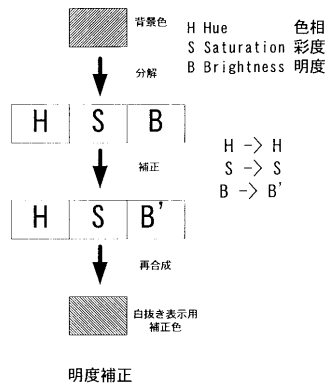 背景色
H Hue 色相
S Saturation 彩度
B Brightness 明度
分解
H S B
補正
H -> H
S -> S
B -> B'
H S B'
再合成
白抜き表示用
補正色
明度補正